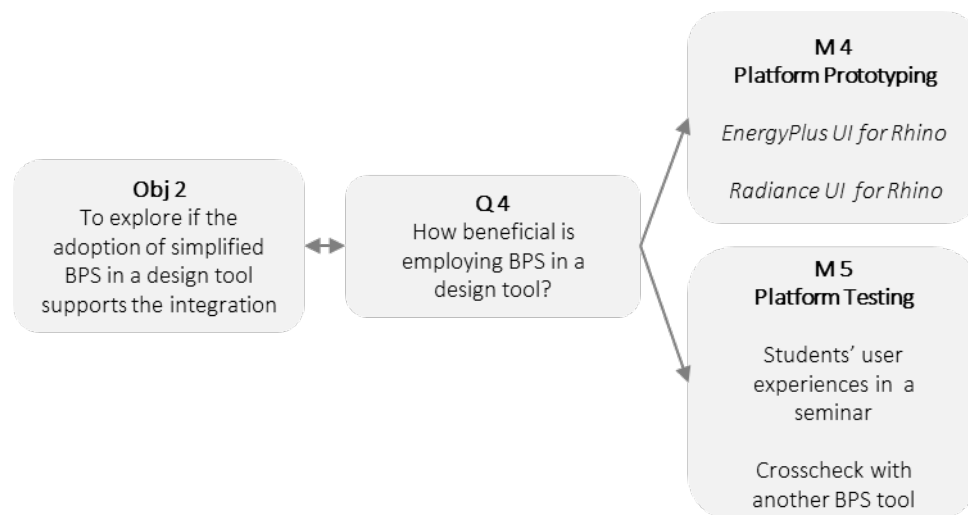 Obj 2
To explore if the
adoption of simplified
BPS in a design tool
supports the integration
Q 4
How beneficial is
employing BPS in a
design tool?
M 4
Platform Prototyping
EnergyPlus UI for Rhino
Radiance UI for Rhino
M 5
Platform Testing
Students’ user
experiences in a
seminar
Crosscheck with
another BPS tool